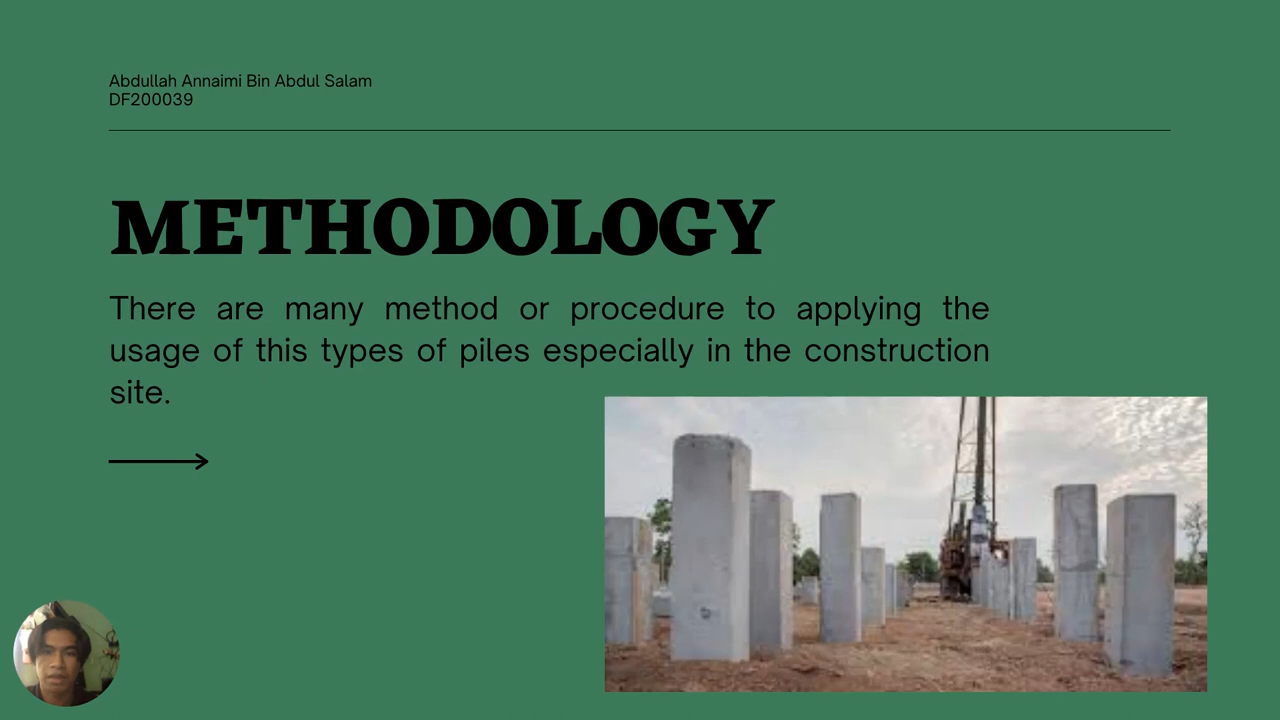 Abdullah Annaimi Bin Abdul Salam
DF200039
METHODOLOGY
There are many method or procedure to applying the
usage of this types of piles especially in the construction
site.